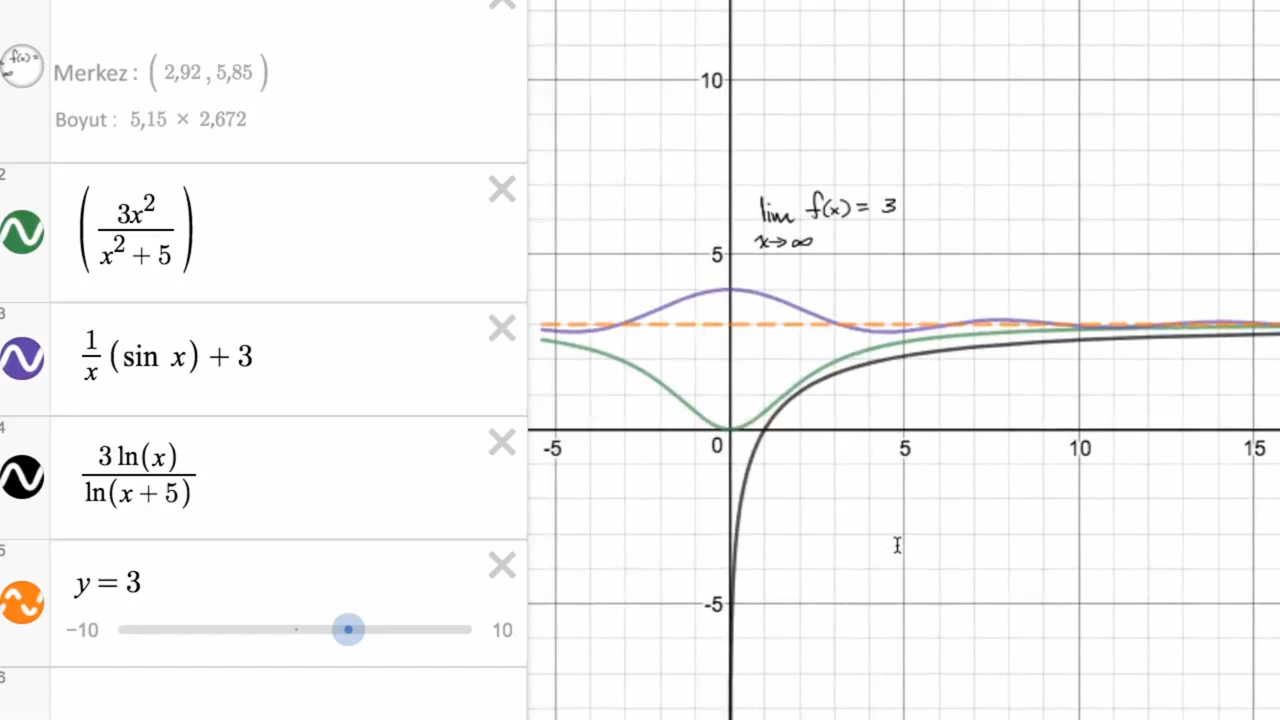 f(x)=
∞
Merkez : ( 2,92 , 5,85 )
Boyut : 5,15 × 2,672
2
(3x²/(x² + 5))
3
1/x (sin x) + 3
4
3 ln(x)/ln(x + 5)
5
y = 3
−10 10
6
10
lim f(x) = 3
x→∞
5
-5 0 5 10 15
-5